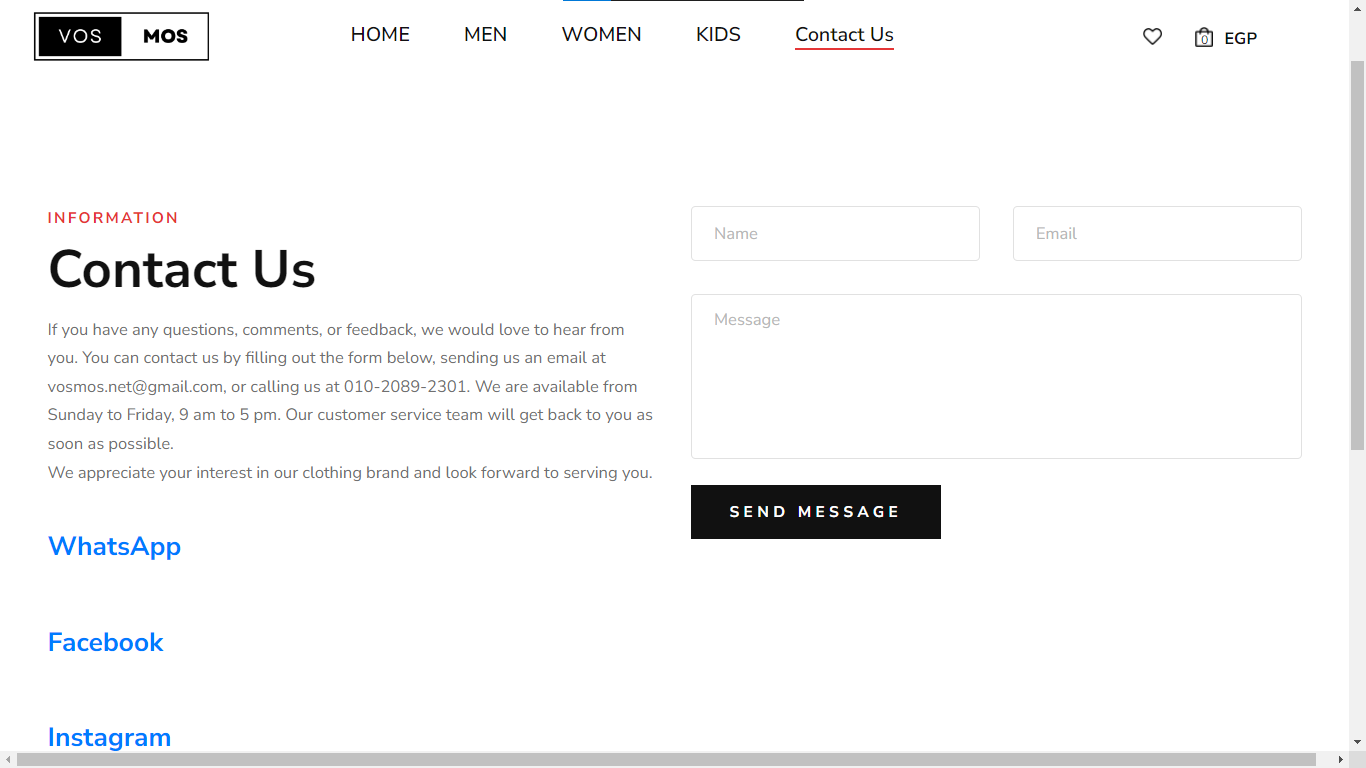 VOS MOS
HOME MEN WOMEN KIDS Contact Us
0 EGP
INFORMATION
Contact Us
If you have any questions, comments, or feedback, we would love to hear from
you. You can contact us by filling out the form below, sending us an email at
vosmos.net@gmail.com, or calling us at 010-2089-2301. We are available from
Sunday to Friday, 9 am to 5 pm. Our customer service team will get back to you as
soon as possible.
We appreciate your interest in our clothing brand and look forward to serving you.
WhatsApp
Facebook
Instagram
Name
Email
Message
SEND MESSAGE